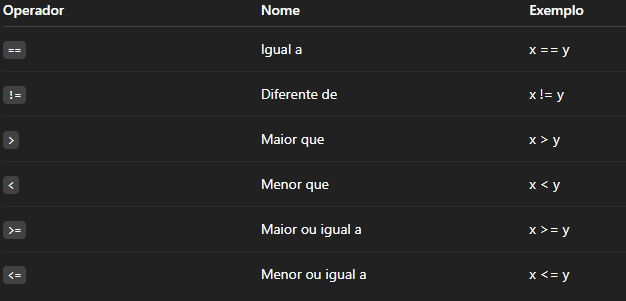 Operador Nome Exemplo
== Igual a x == y
!= Diferente de x != y
> Maior que x > y
< Menor que x < y
>= Maior ou igual a x >= y
<= Menor ou igual a x <= y